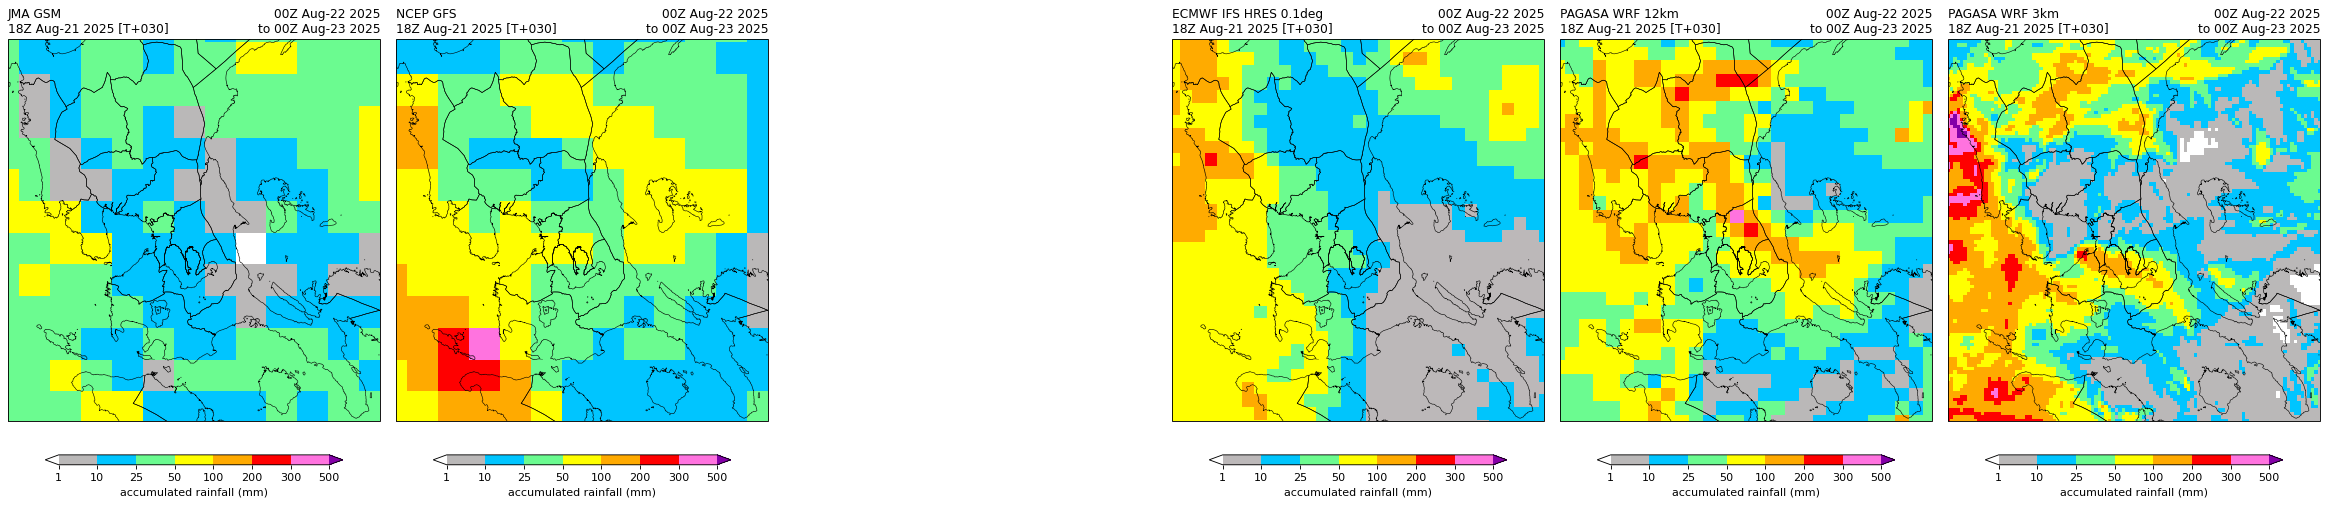 JMA GSM 00Z Aug-22 2025
18Z Aug-21 2025 [T+030] to 00Z Aug-23 2025
1 10 25 50 100 200 300 500
accumulated rainfall (mm)
NCEP GFS 00Z Aug-22 2025
18Z Aug-21 2025 [T+030] to 00Z Aug-23 2025
1 10 25 50 100 200 300 500
accumulated rainfall (mm)
ECMWF IFS HRES 0.1deg 00Z Aug-22 2025
18Z Aug-21 2025 [T+030] to 00Z Aug-23 2025
1 10 25 50 100 200 300 500
accumulated rainfall (mm)
PAGASA WRF 12km 00Z Aug-22 2025
18Z Aug-21 2025 [T+030] to 00Z Aug-23 2025
1 10 25 50 100 200 300 500
accumulated rainfall (mm)
PAGASA WRF 3km 00Z Aug-22 2025
18Z Aug-21 2025 [T+030] to 00Z Aug-23 2025
1 10 25 50 100 200 300 500
accumulated rainfall (mm)